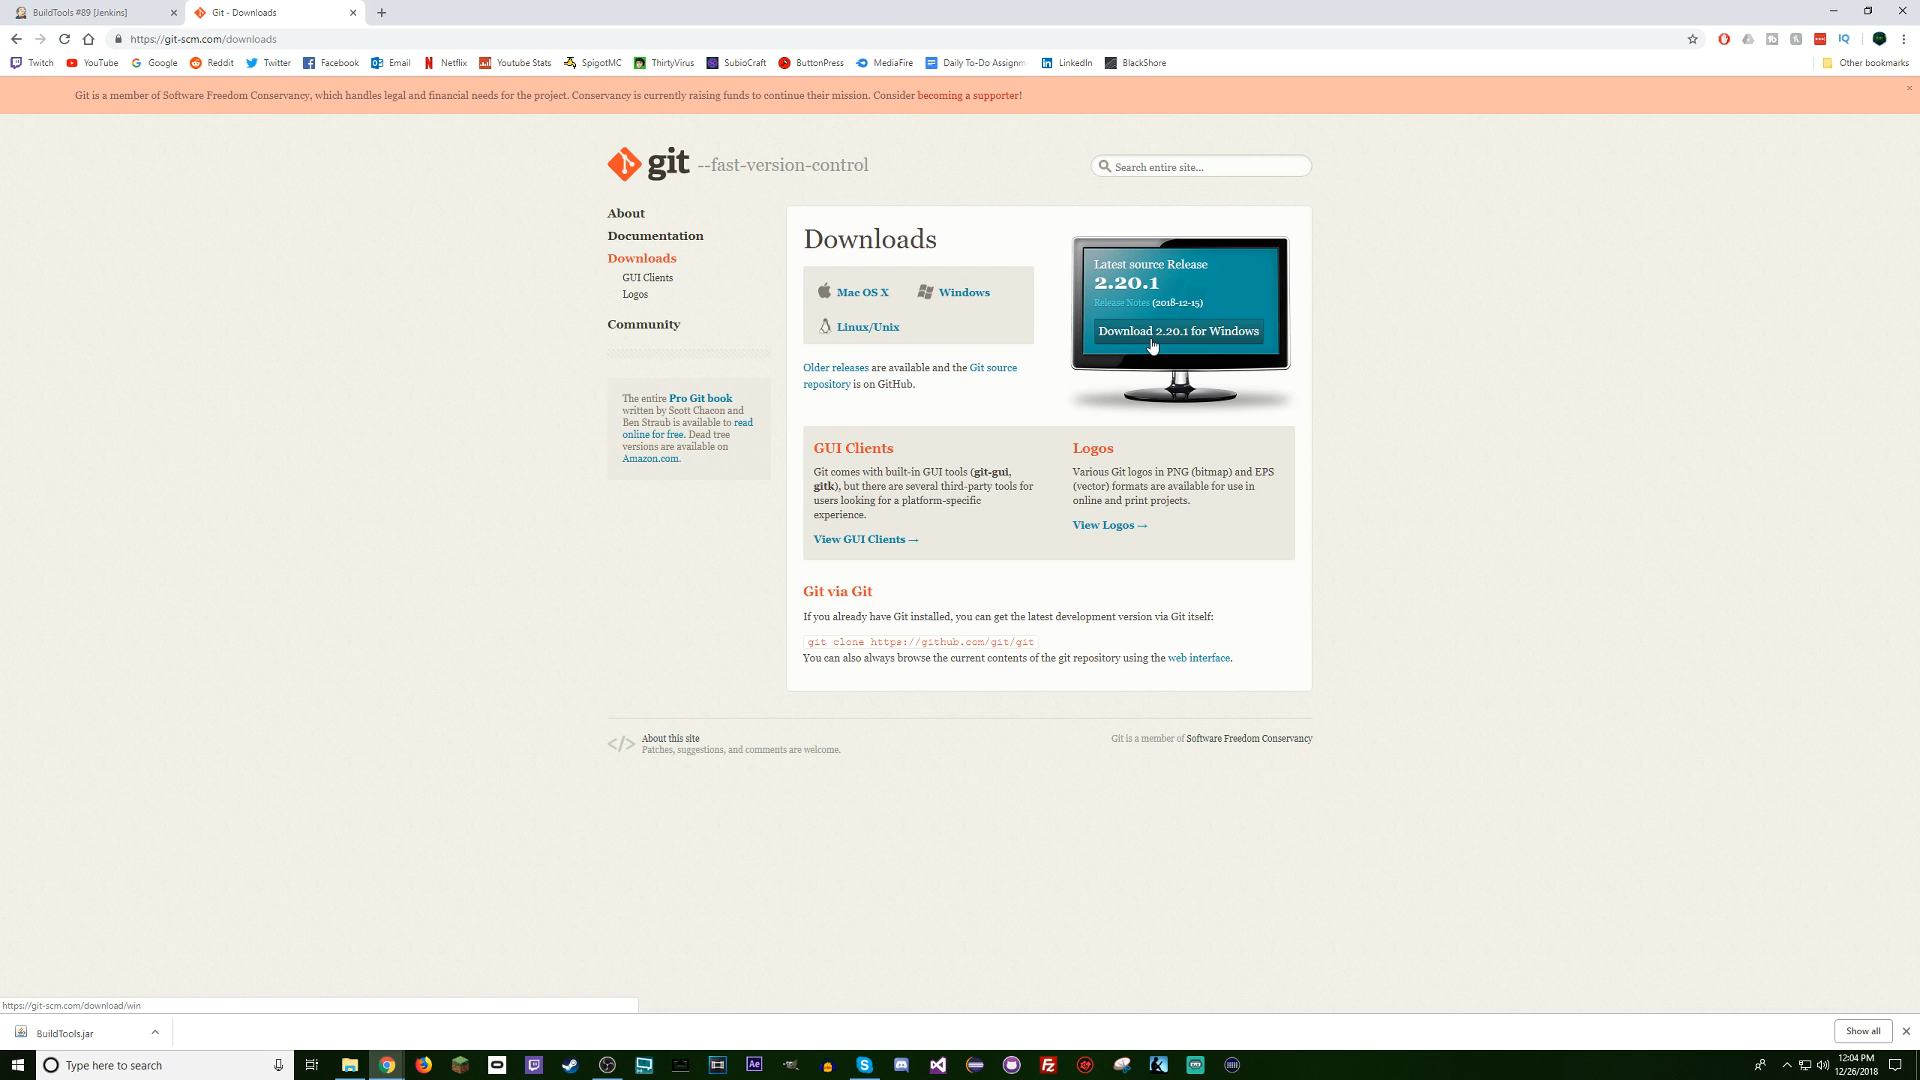 BuildTools #89 [Jenkins]
Git - Downloads
https://git-scm.com/downloads
Twitch YouTube Google Reddit Twitter Facebook Email Netflix Youtube Stats SpigotMC ThirtyVirus SubioCraft ButtonPress MediaFire Daily To-Do Assignm LinkedIn BlackShore Other bookmarks
Git is a member of Software Freedom Conservancy, which handles legal and financial needs for the project. Conservancy is currently raising funds to continue their mission. Consider becoming a supporter!
git --fast-version-control
Search entire site...
About
Documentation
Downloads
GUI Clients
Logos
Community
The entire Pro Git book
written by Scott Chacon and
Ben Straub is available to read
online for free. Dead tree
versions are available on
Amazon.com.
Downloads
Mac OS X Windows
Linux/Unix
Older releases are available and the Git source
repository is on GitHub.
Latest source Release
2.20.1
Release Notes (2018-12-15)
Download 2.20.1 for Windows
GUI Clients
Git comes with built-in GUI tools (git-gui,
gitk), but there are several third-party tools for
users looking for a platform-specific
experience.
View GUI Clients →
Logos
Various Git logos in PNG (bitmap) and EPS
(vector) formats are available for use in
online and print projects.
View Logos →
Git via Git
If you already have Git installed, you can get the latest development version via Git itself:
git clone https://github.com/git/git
You can also always browse the current contents of the git repository using the web interface.
</> About this site
Patches, suggestions, and comments are welcome.
Git is a member of Software Freedom Conservancy
https://git-scm.com/download/win
BuildTools.jar
Show all
Type here to search
12:04 PM
12/26/2018